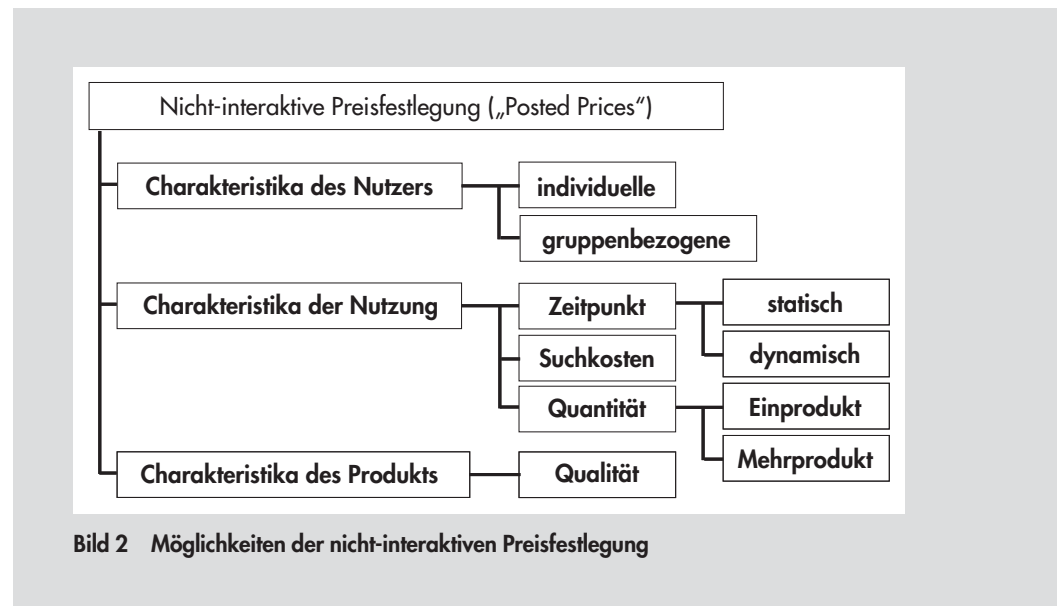 Nicht-interaktive Preisfestlegung („Posted Prices“)
Charakteristika des Nutzers
individuelle
gruppenbezogene
Charakteristika der Nutzung
Zeitpunkt
statisch
dynamisch
Suchkosten
Quantität
Einprodukt
Mehrprodukt
Charakteristika des Produkts
Qualität
Bild 2 Möglichkeiten der nicht-interaktiven Preisfestlegung